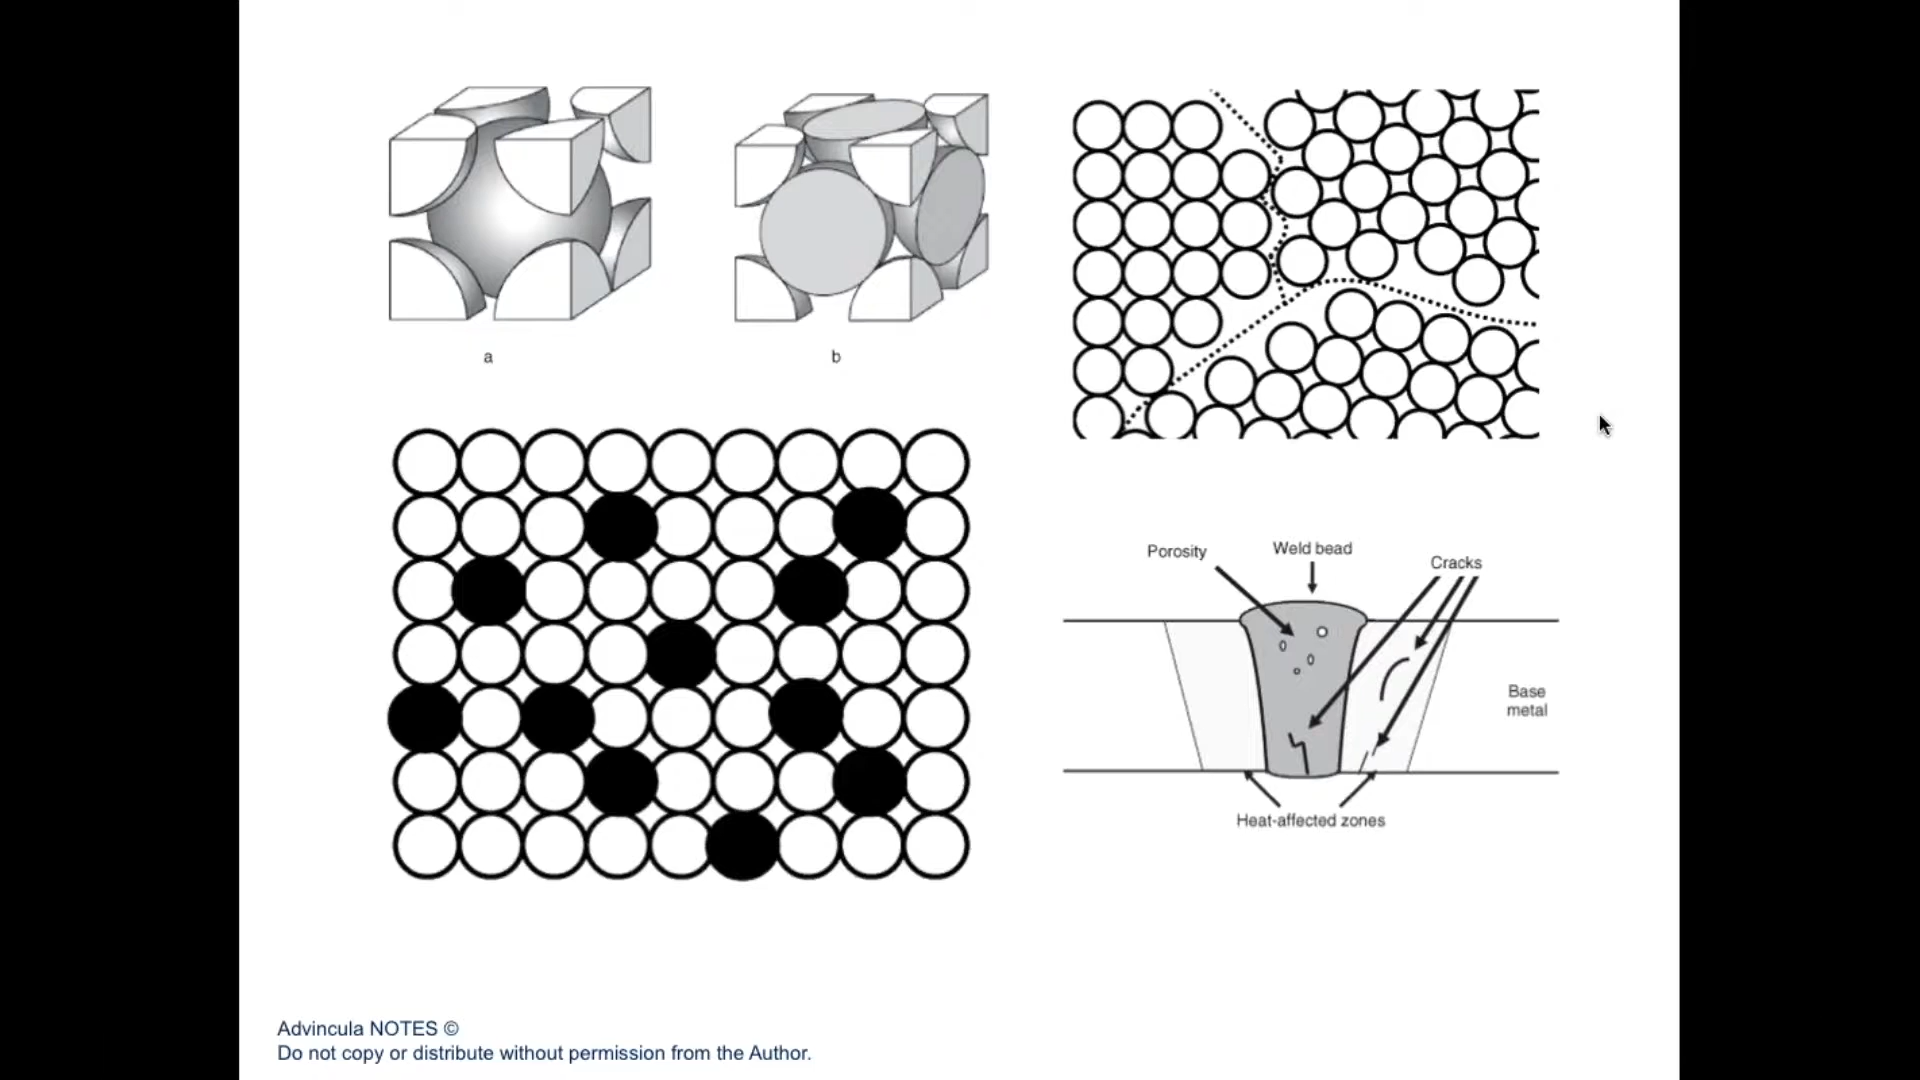 a
b
Porosity
Weld bead
Cracks
Base
metal
Heat-affected zones
Advincula NOTES ©
Do not copy or distribute without permission from the Author.